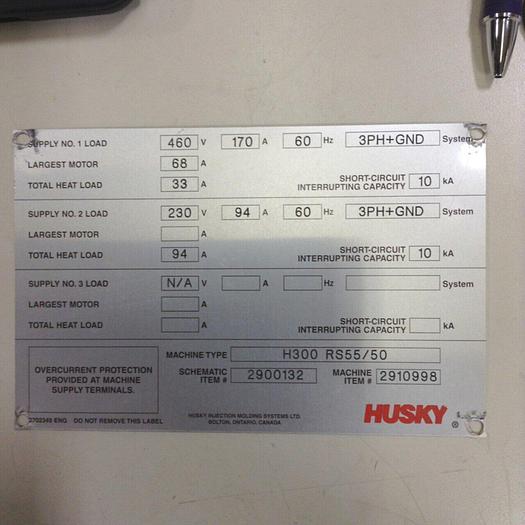 SUPPLY NO. 1 LOAD 460 V 170 A 60 Hz 3PH+GND System
LARGEST MOTOR 68 A
TOTAL HEAT LOAD 33 A SHORT-CIRCUIT INTERRUPTING CAPACITY 10 kA
SUPPLY NO. 2 LOAD 230 V 94 A 60 Hz 3PH+GND System
LARGEST MOTOR A
TOTAL HEAT LOAD 94 A SHORT-CIRCUIT INTERRUPTING CAPACITY 10 kA
SUPPLY NO. 3 LOAD N/A V A Hz System
LARGEST MOTOR A
TOTAL HEAT LOAD A SHORT-CIRCUIT INTERRUPTING CAPACITY kA
OVERCURRENT PROTECTION
PROVIDED AT MACHINE
SUPPLY TERMINALS.
MACHINE TYPE H300 RS55/50
SCHEMATIC ITEM # 2900132 MACHINE ITEM # 2910998
ENG DO NOT REMOVE THIS LABEL
HUSKY INJECTION MOLDING SYSTEMS LTD.
BOLTON, ONTARIO, CANADA
HUSKY ®